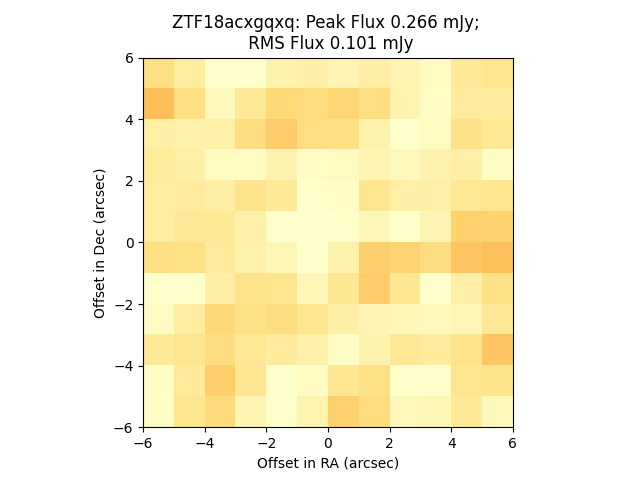 ZTF18acxgqxq: Peak Flux 0.266 mJy;
RMS Flux 0.101 mJy
6
4
2
0
−2
−4
−6
Offset in Dec (arcsec)
−6 −4 −2 0 2 4 6
Offset in RA (arcsec)